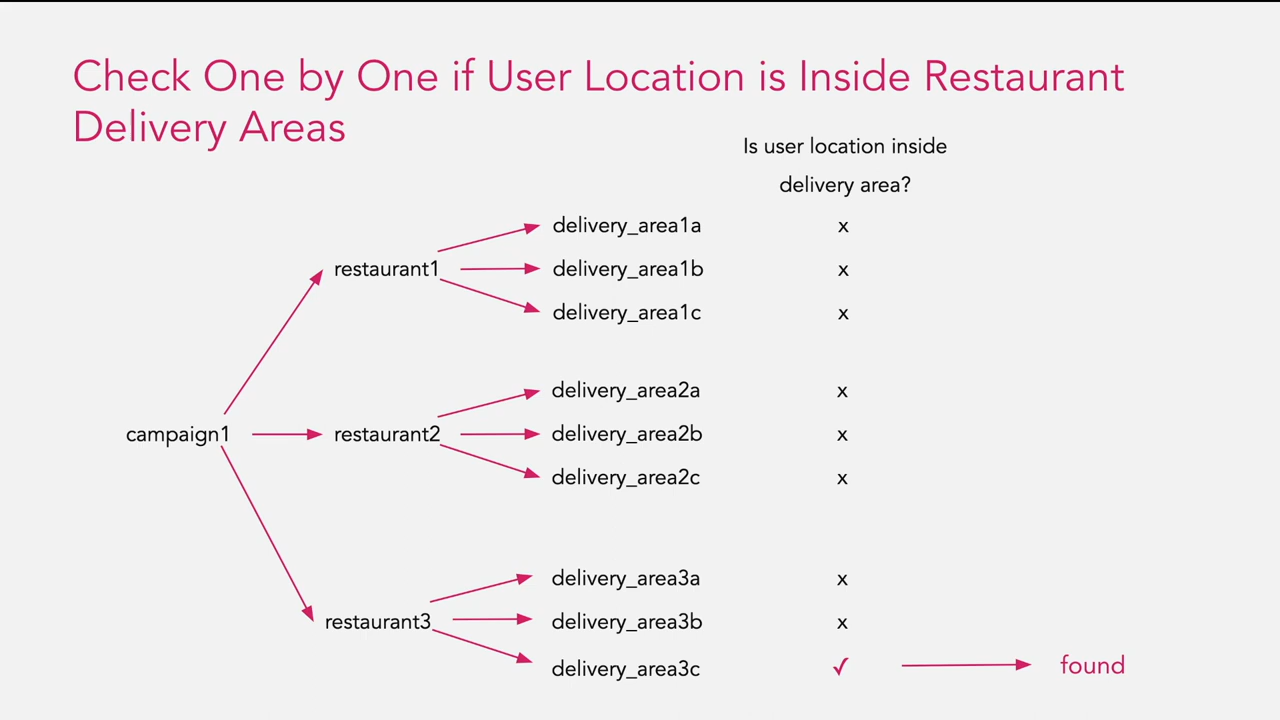 Check One by One if User Location is Inside Restaurant
Delivery Areas
Is user location inside
delivery area?
delivery_area1a x
restaurant1 delivery_area1b x
delivery_area1c x
delivery_area2a x
campaign1 restaurant2 delivery_area2b x
delivery_area2c x
delivery_area3a x
restaurant3 delivery_area3b x
delivery_area3c ✓ found